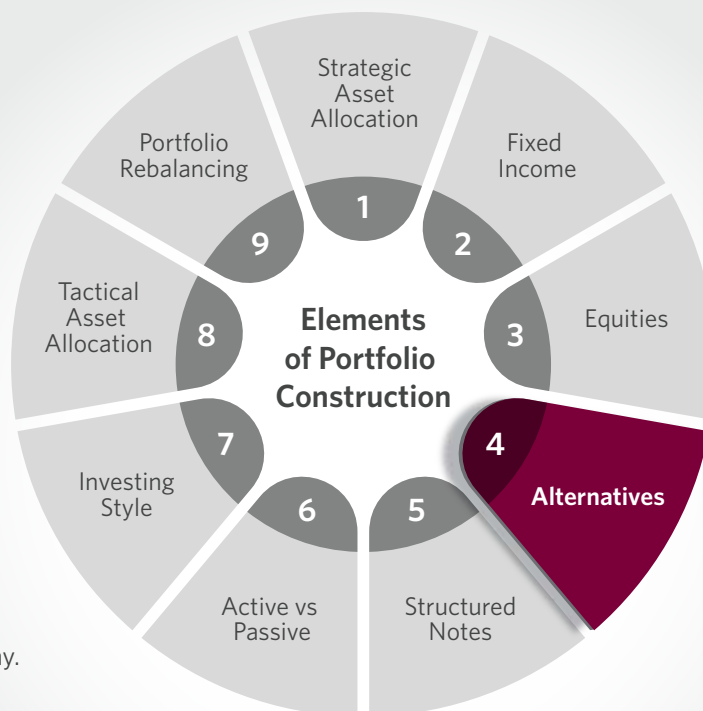 Elements
of Portfolio
Construction
1
Strategic
Asset
Allocation
2
Fixed
Income
3
Equities
4
Alternatives
5
Structured
Notes
6
Active vs
Passive
7
Investing
Style
8
Tactical
Asset
Allocation
9
Portfolio
Rebalancing